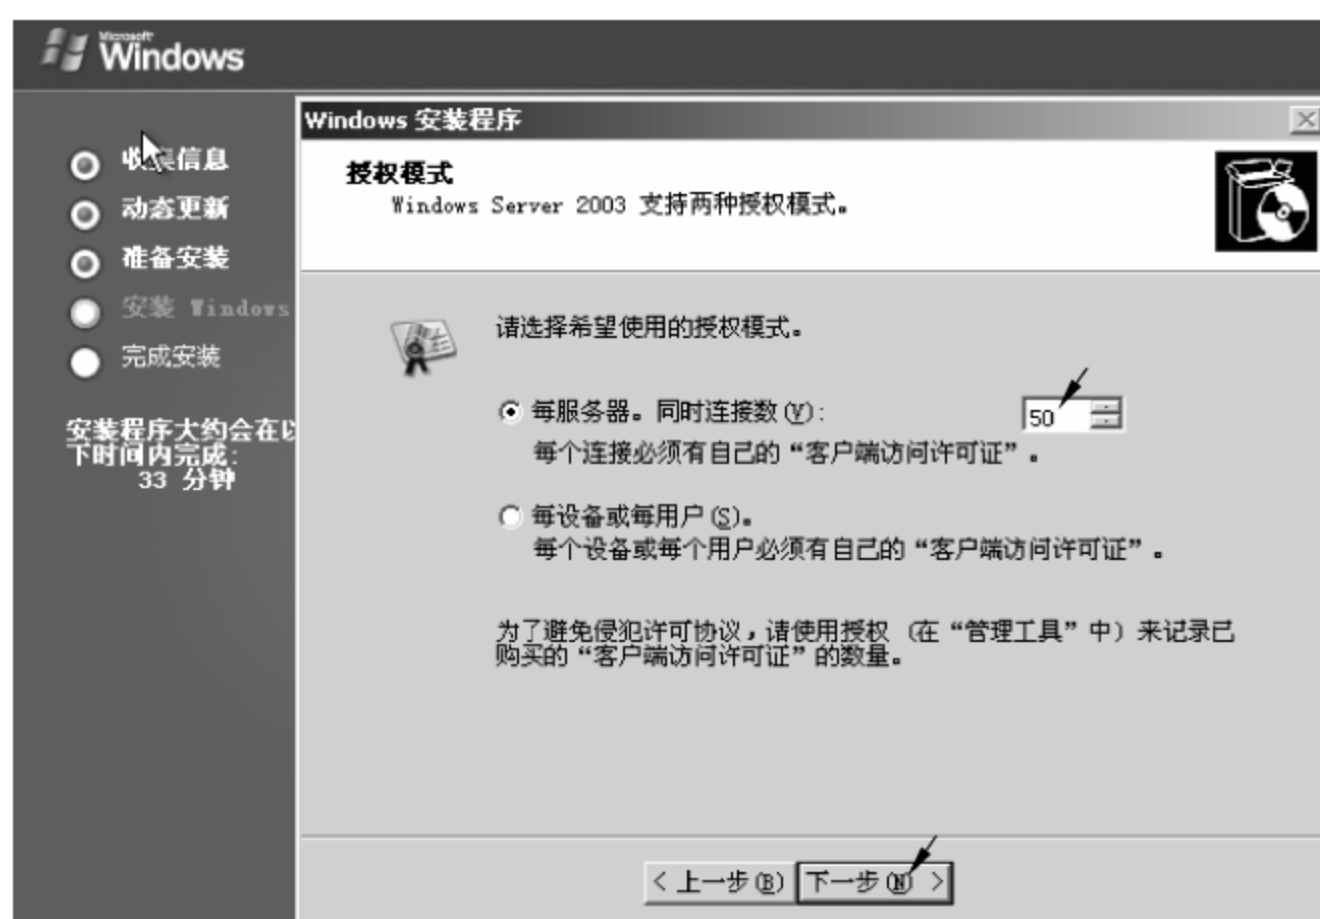 Microsoft
Windows
Windows 安装程序
收集信息
动态更新
准备安装
安装 Windows
完成安装
安装程序大约会在以
下时间内完成:
33 分钟
授权模式
Windows Server 2003 支持两种授权模式。
请选择希望使用的授权模式。
每服务器。同时连接数(V):
50
每个连接必须有自己的“客户端访问许可证”。
每设备或每用户(S)。
每个设备或每个用户必须有自己的“客户端访问许可证”。
为了避免侵犯许可协议，请使用授权（在“管理工具”中）来记录已
购买的“客户端访问许可证”的数量。
< 上一步(B)
下一步(N) >